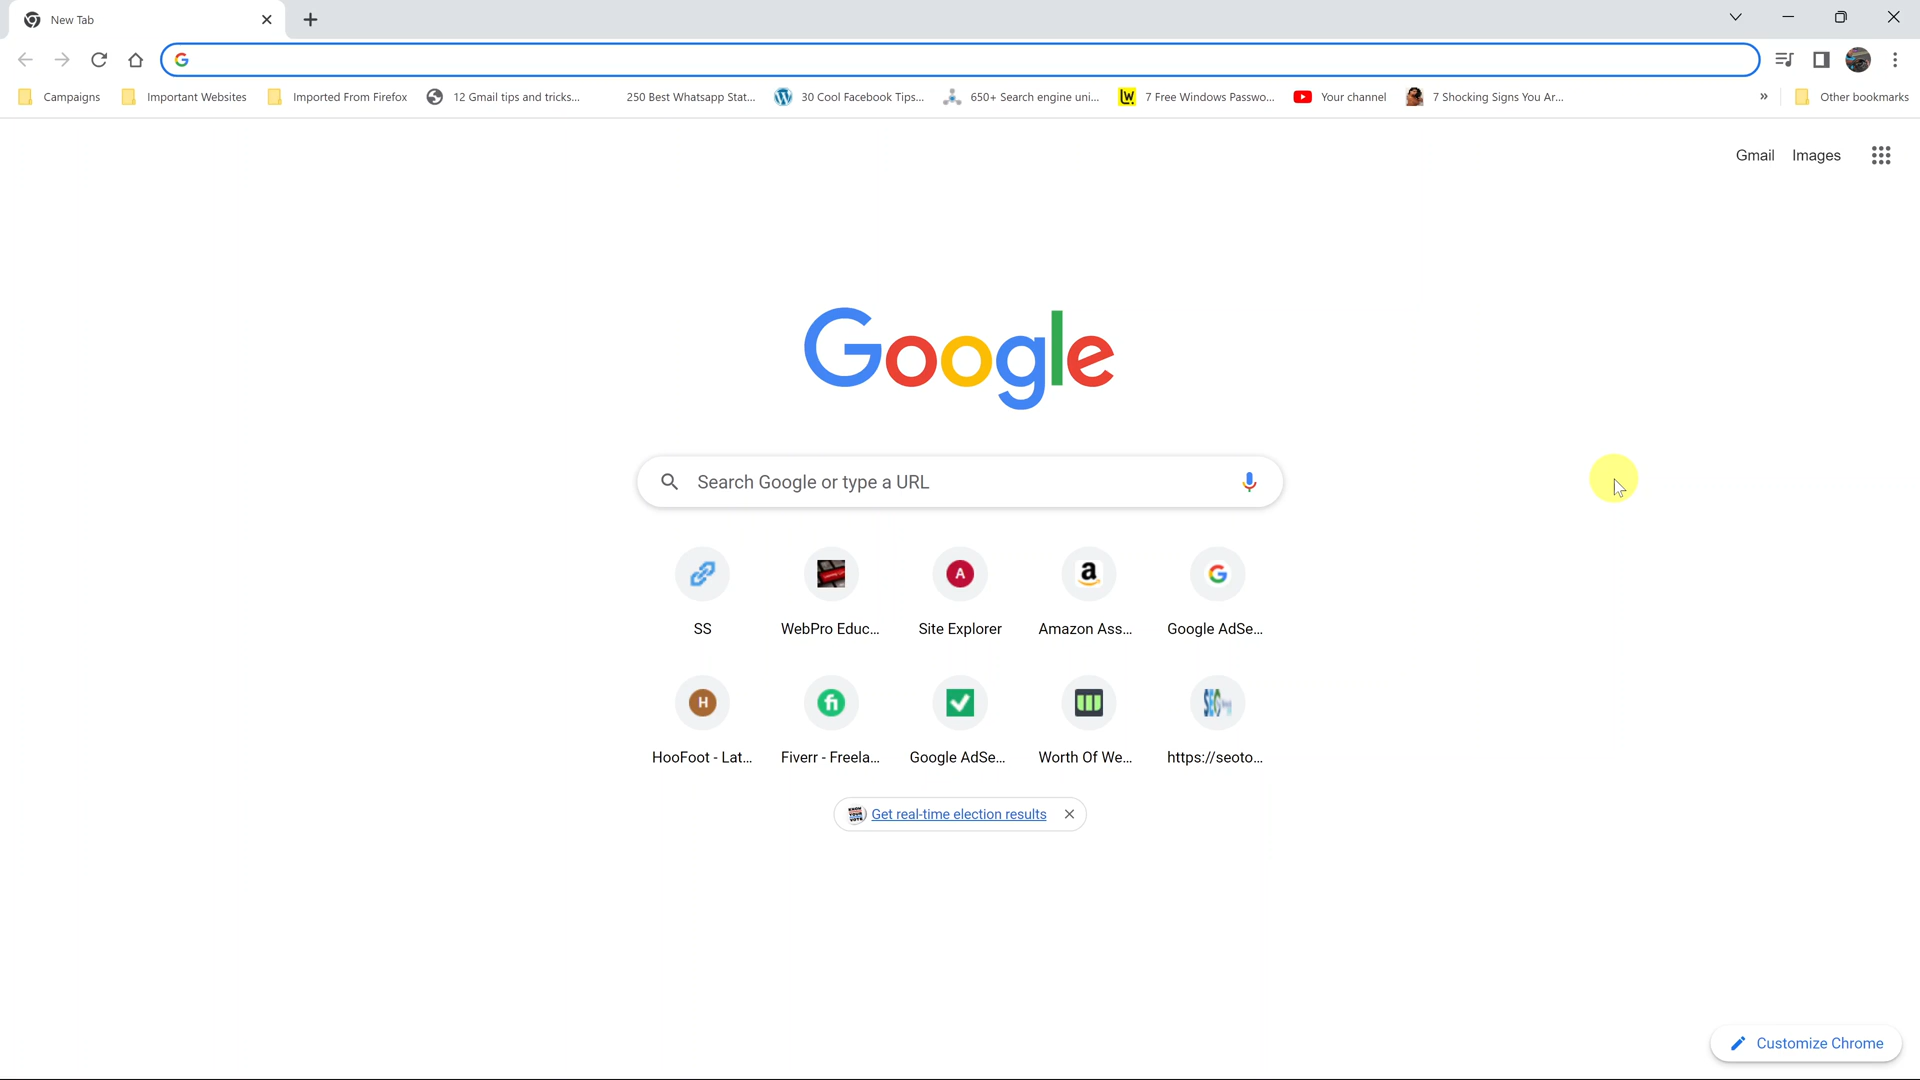 New Tab
Campaigns Important Websites Imported From Firefox 12 Gmail tips and tricks... 250 Best Whatsapp Stat... 30 Cool Facebook Tips... 650+ Search engine uni... 7 Free Windows Passwo... Your channel 7 Shocking Signs You Ar... » Other bookmarks
Gmail Images
Google
Search Google or type a URL
SS WebPro Educ... Site Explorer Amazon Ass... Google AdSe...
HooFoot - Lat... Fiverr - Freela... Google AdSe... Worth Of We... https://seoto...
Get real-time election results
Customize Chrome